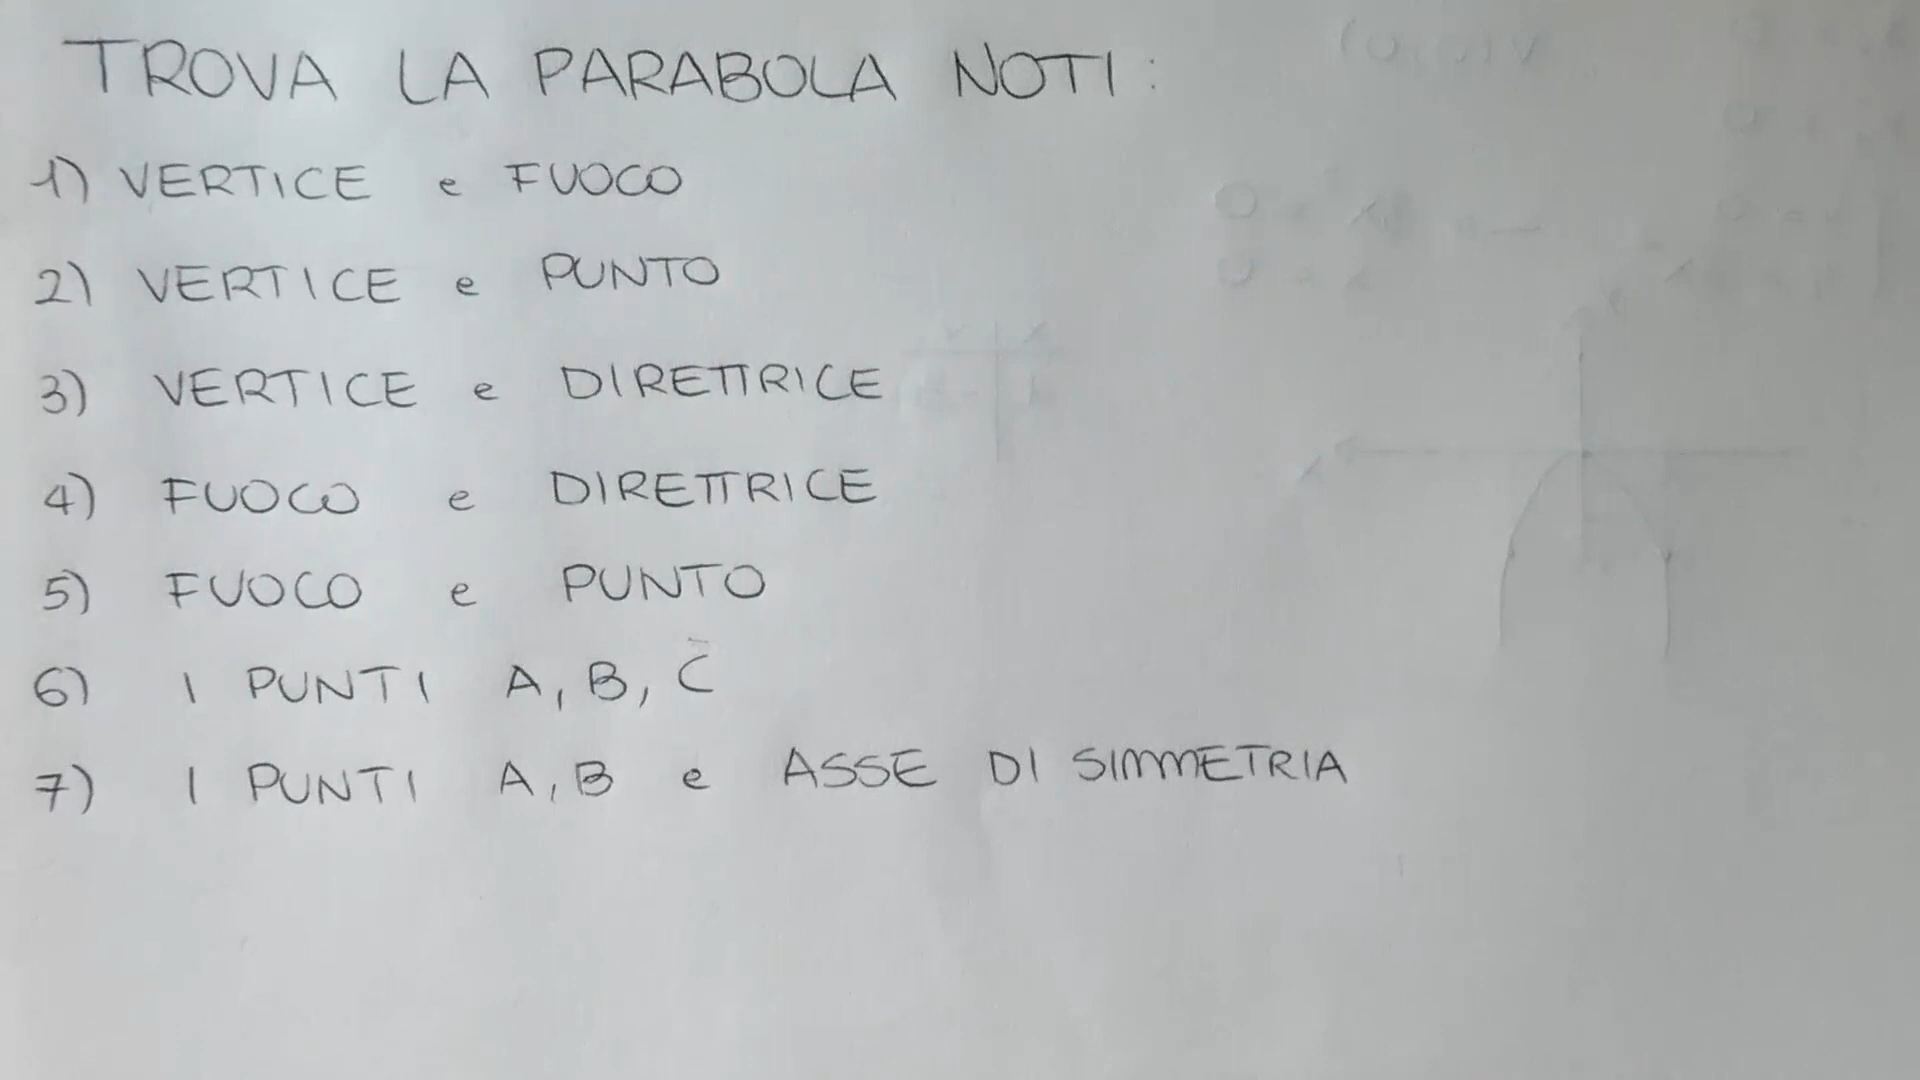 TROVA LA PARABOLA NOTI:
1) VERTICE e FUOCO
2) VERTICE e PUNTO
3) VERTICE e DIRETTRICE
4) FUOCO e DIRETTRICE
5) FUOCO e PUNTO
6) I PUNTI A, B, C
7) I PUNTI A, B e ASSE DI SIMMETRIA